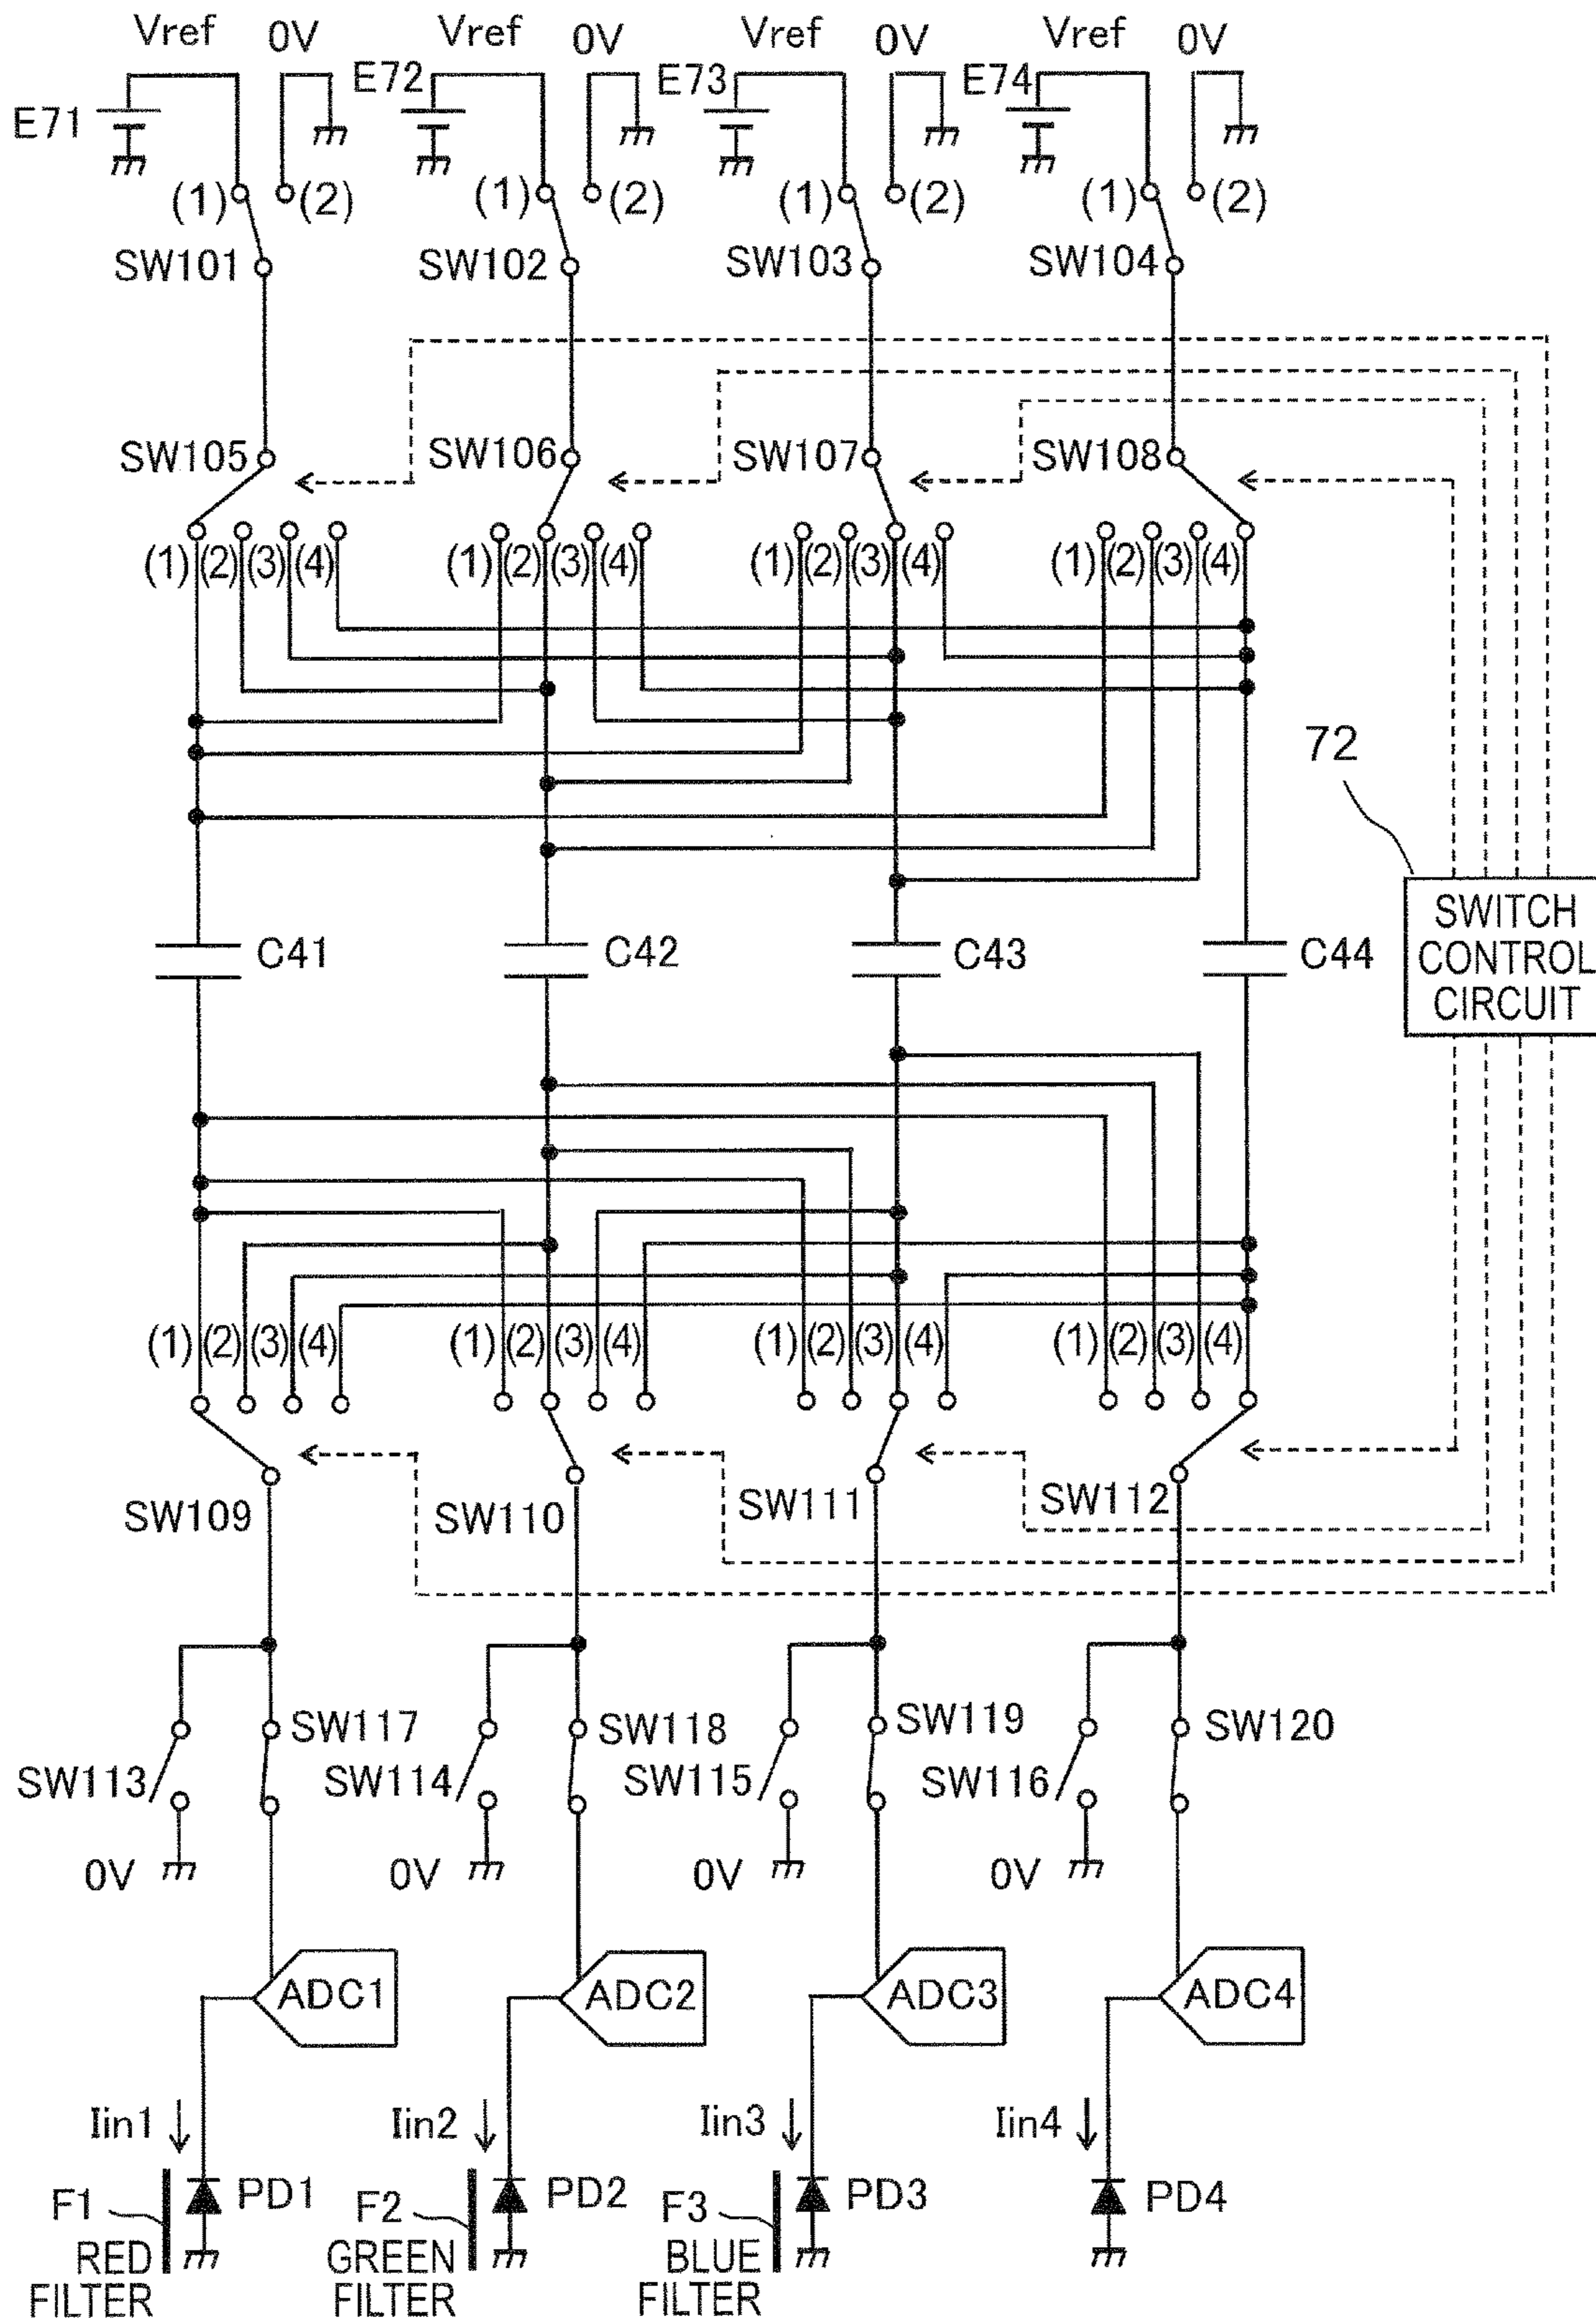 Vref 0V Vref 0V Vref 0V Vref 0V
E71 E72 E73 E74
(1) (2) (1) (2) (1) (2) (1) (2)
SW101 SW102 SW103 SW104
SW105 SW106 SW107 SW108
(1) (2) (3) (4) (1) (2) (3) (4) (1) (2) (3) (4) (1) (2) (3) (4)
72
C41 C42 C43 C44
SWITCH
CONTROL
CIRCUIT
(1) (2) (3) (4) (1) (2) (3) (4) (1) (2) (3) (4) (1) (2) (3) (4)
SW109 SW110 SW111 SW112
SW117 SW118 SW119 SW120
SW113 SW114 SW115 SW116
0V 0V 0V 0V
ADC1 ADC2 ADC3 ADC4
Iin1 Iin2 Iin3 Iin4
PD1 PD2 PD3 PD4
F1 F2 F3
RED
FILTER
GREEN
FILTER
BLUE
FILTER